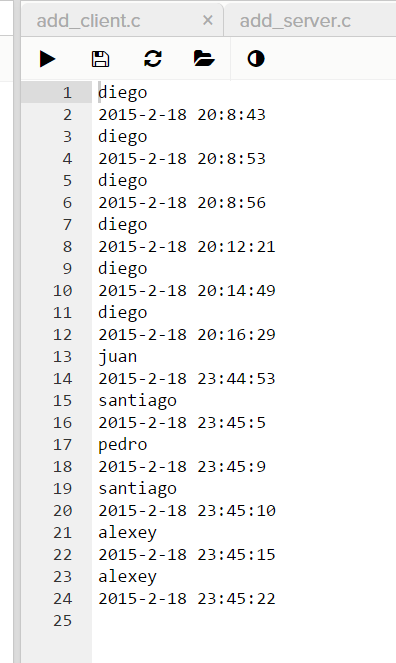 add_client.c × add_server.c
1 diego
2 2015-2-18 20:8:43
3 diego
4 2015-2-18 20:8:53
5 diego
6 2015-2-18 20:8:56
7 diego
8 2015-2-18 20:12:21
9 diego
10 2015-2-18 20:14:49
11 diego
12 2015-2-18 20:16:29
13 juan
14 2015-2-18 23:44:53
15 santiago
16 2015-2-18 23:45:5
17 pedro
18 2015-2-18 23:45:9
19 santiago
20 2015-2-18 23:45:10
21 alexey
22 2015-2-18 23:45:15
23 alexey
24 2015-2-18 23:45:22
25